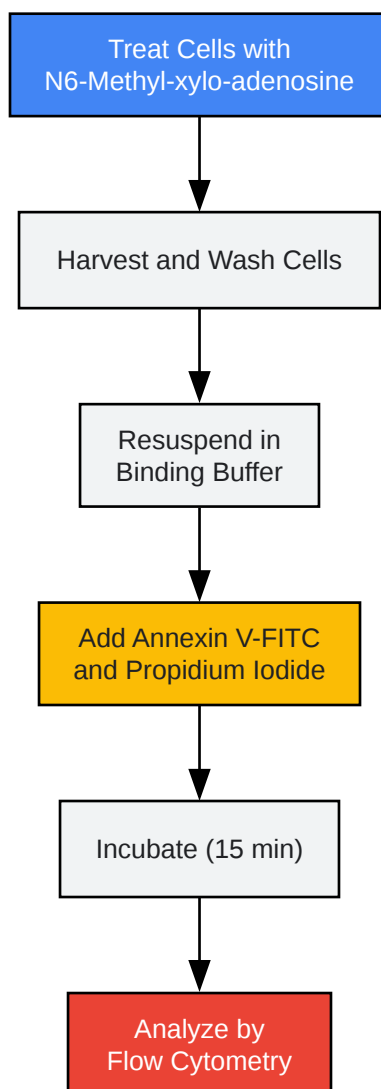 Treat Cells with
N6-Methyl-xylo-adenosine
Harvest and Wash Cells
Resuspend in
Binding Buffer
Add Annexin V-FITC
and Propidium Iodide
Incubate (15 min)
Analyze by
Flow Cytometry